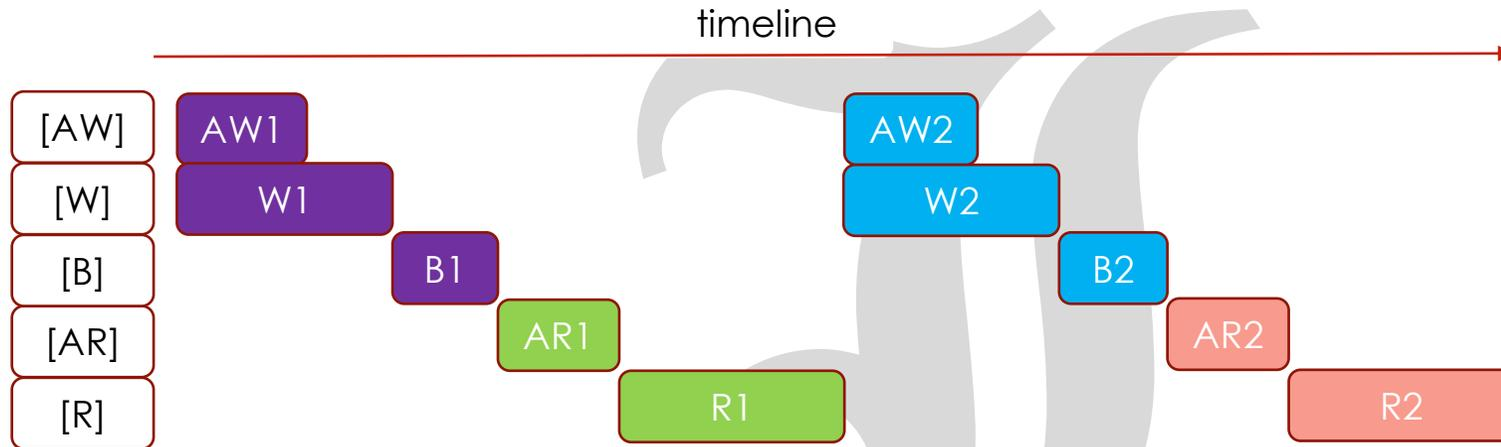 timeline
[AW] AW1 AW2
[W] W1 W2
[B] B1 B2
[AR] AR1 AR2
[R] R1 R2